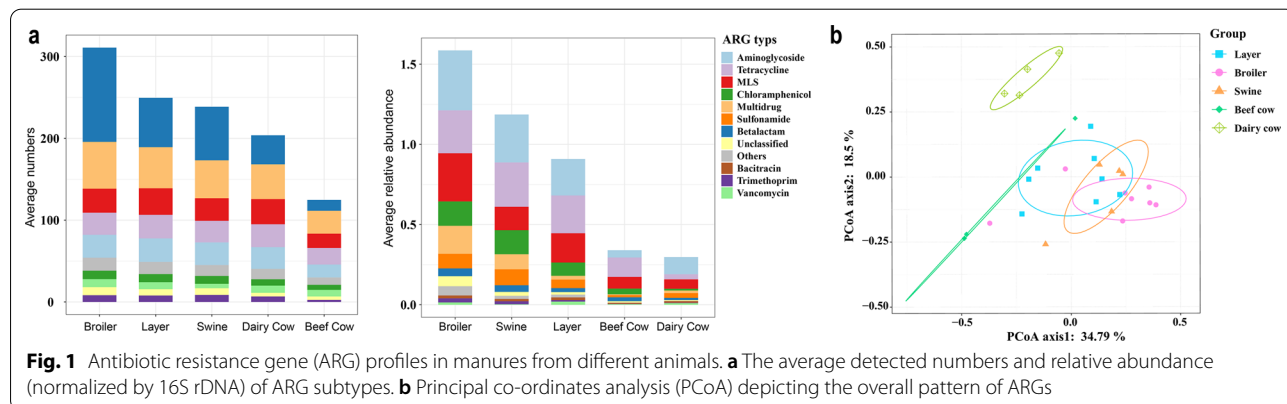 a
Average numbers
300
200
100
0
Broiler Layer Swine Dairy Cow Beef Cow
Average relative abundance
1.5
1.0
0.5
0.0
Broiler Swine Layer Beef Cow Dairy Cow
ARG types
Aminoglycoside
Tetracycline
MLS
Chloramphenicol
Multidrug
Sulfonamide
Betalactam
Unclassified
Others
Bacitracin
Trimethoprim
Vancomycin
b
PCoA axis2: 18.5 %
0.50
0.25
0.00
-0.25
-0.50
-0.5 0.0 0.5
PCoA axis1: 34.79 %
Group
Layer
Broiler
Swine
Beef cow
Dairy cow
Fig. 1 Antibiotic resistance gene (ARG) profiles in manures from different animals. a The average detected numbers and relative abundance
(normalized by 16S rDNA) of ARG subtypes. b Principal co-ordinates analysis (PCoA) depicting the overall pattern of ARGs